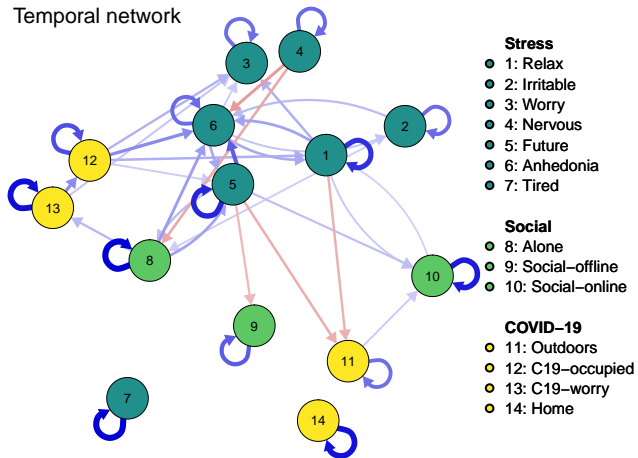 Temporal network
Stress
1: Relax
2: Irritable
3: Worry
4: Nervous
5: Future
6: Anhedonia
7: Tired
Social
8: Alone
9: Social−offline
10: Social−online
COVID−19
11: Outdoors
12: C19−occupied
13: C19−worry
14: Home
3
4
6
2
12
1
5
13
8
10
9
11
7
14